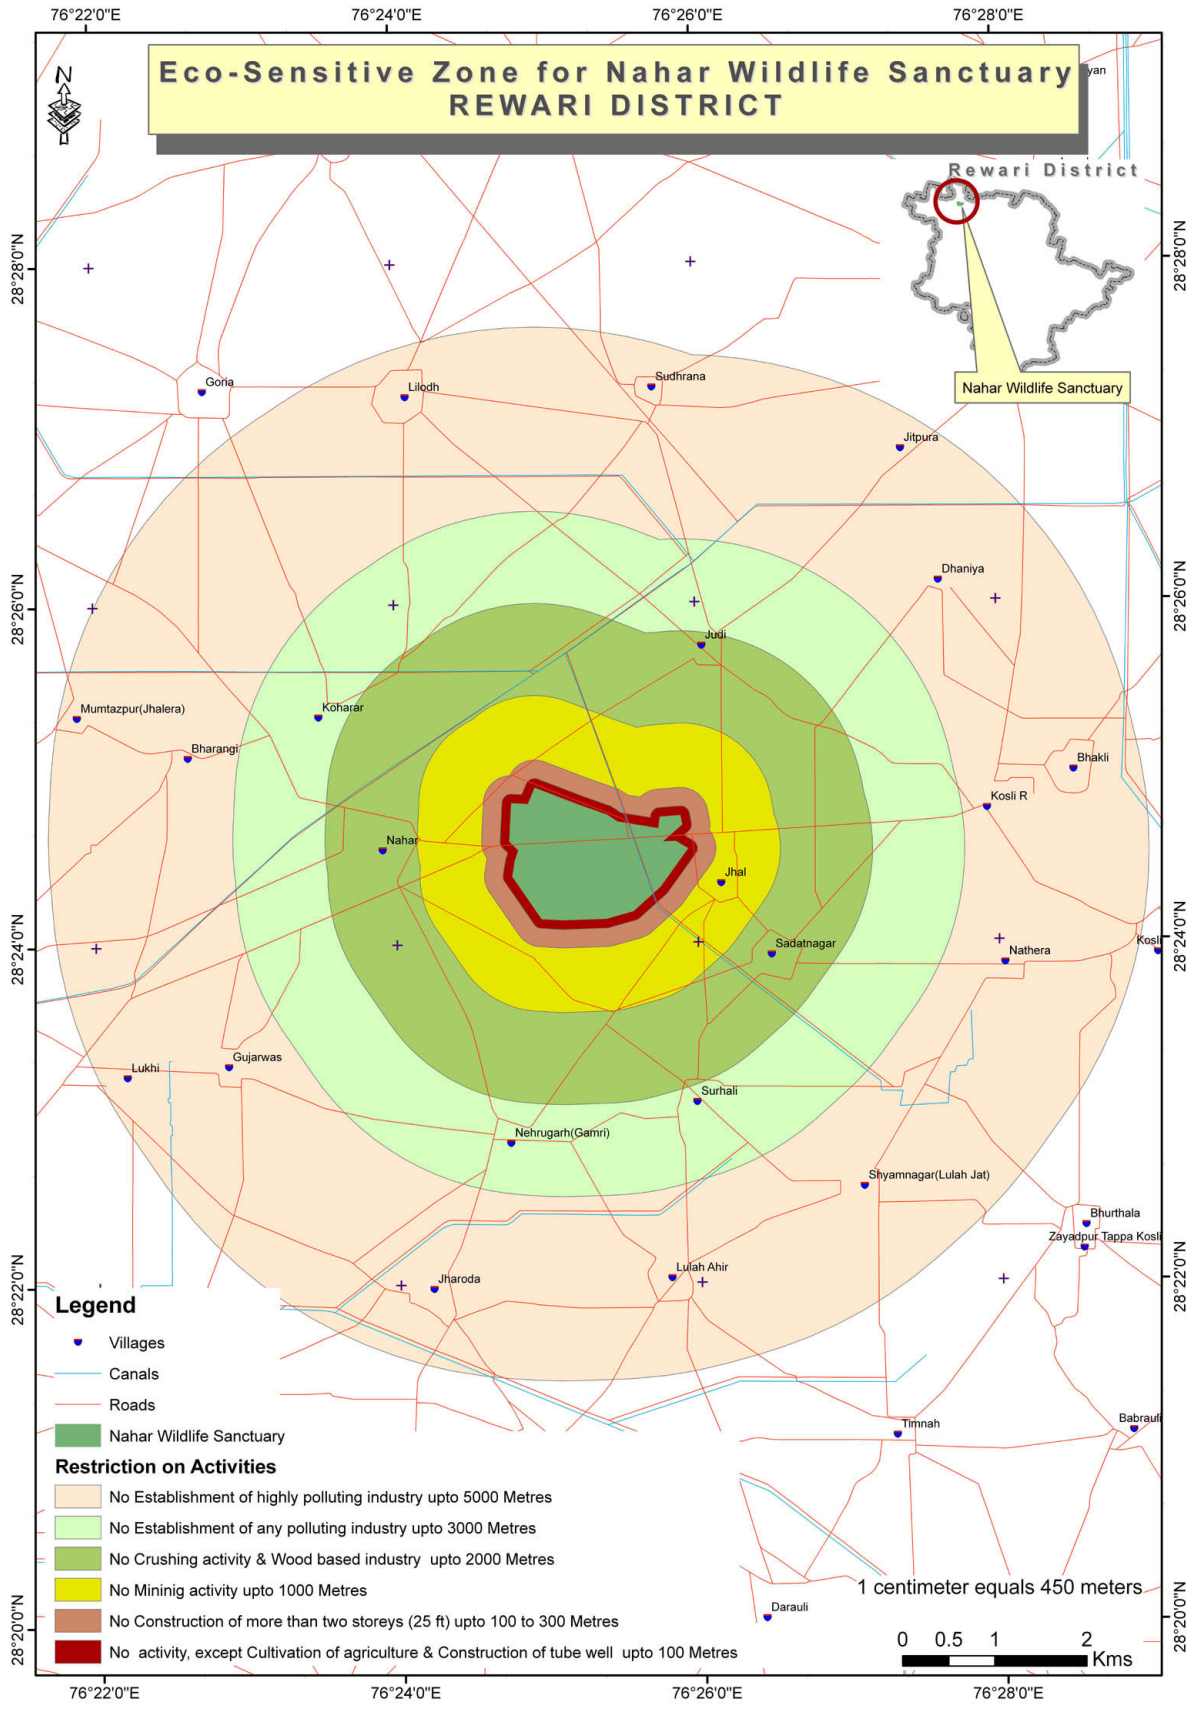 76°22'0"E
76°24'0"E
76°26'0"E
76°28'0"E
Eco-Sensitive Zone for Nahar Wildlife Sanctuary
REWARI DISTRICT
yan
N
Rewari District
28°28'0"N
28°28'0"N
Nahar Wildlife Sanctuary
Goria
Lilodh
Sudhrana
Jitpura
Dhaniya
28°26'0"N
28°26'0"N
Judi
Mumtazpur(Jhalera)
Koharar
Bharangi
Bhakli
Kosli R
Nahar
Jhal
Sadatnagar
Nathera
Kosli
28°24'0"N
28°24'0"N
Lukhi
Gujarwas
Surhali
Nehrugarh(Gamri)
Shyamnagar(Lulah Jat)
Bhurthala
Zayadpur Tappa Kosli
Lulah Ahir
Jharoda
28°22'0"N
28°22'0"N
Legend
Villages
Canals
Roads
Nahar Wildlife Sanctuary
Timnah
Babrauli
Restriction on Activities
No Establishment of highly polluting industry upto 5000 Metres
No Establishment of any polluting industry upto 3000 Metres
No Crushing activity & Wood based industry upto 2000 Metres
No Mininig activity upto 1000 Metres
No Construction of more than two storeys (25 ft) upto 100 to 300 Metres
No activity, except Cultivation of agriculture & Construction of tube well upto 100 Metres
Darauli
1 centimeter equals 450 meters
28°20'0"N
28°20'0"N
0 0.5 1 2
Kms
76°22'0"E
76°24'0"E
76°26'0"E
76°28'0"E